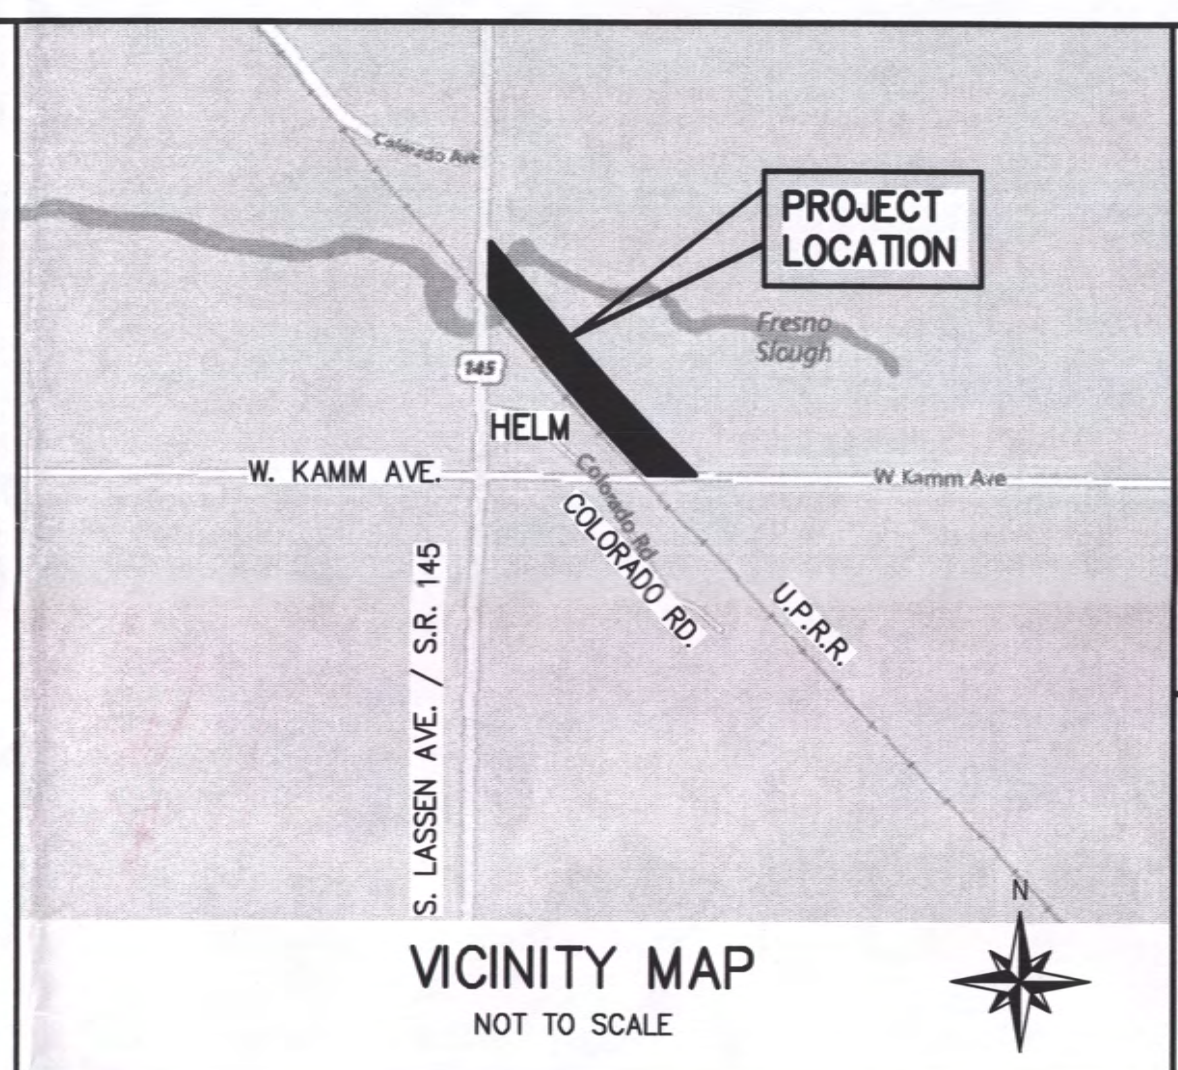 Colorado Ave
PROJECT
LOCATION
Fresno
Slough
145
HELM
W. KAMM AVE.
W Kamm Ave
Colorado Rd
COLORADO RD.
U.P.R.R.
S. LASSEN AVE. / S.R. 145
N
VICINITY MAP
NOT TO SCALE